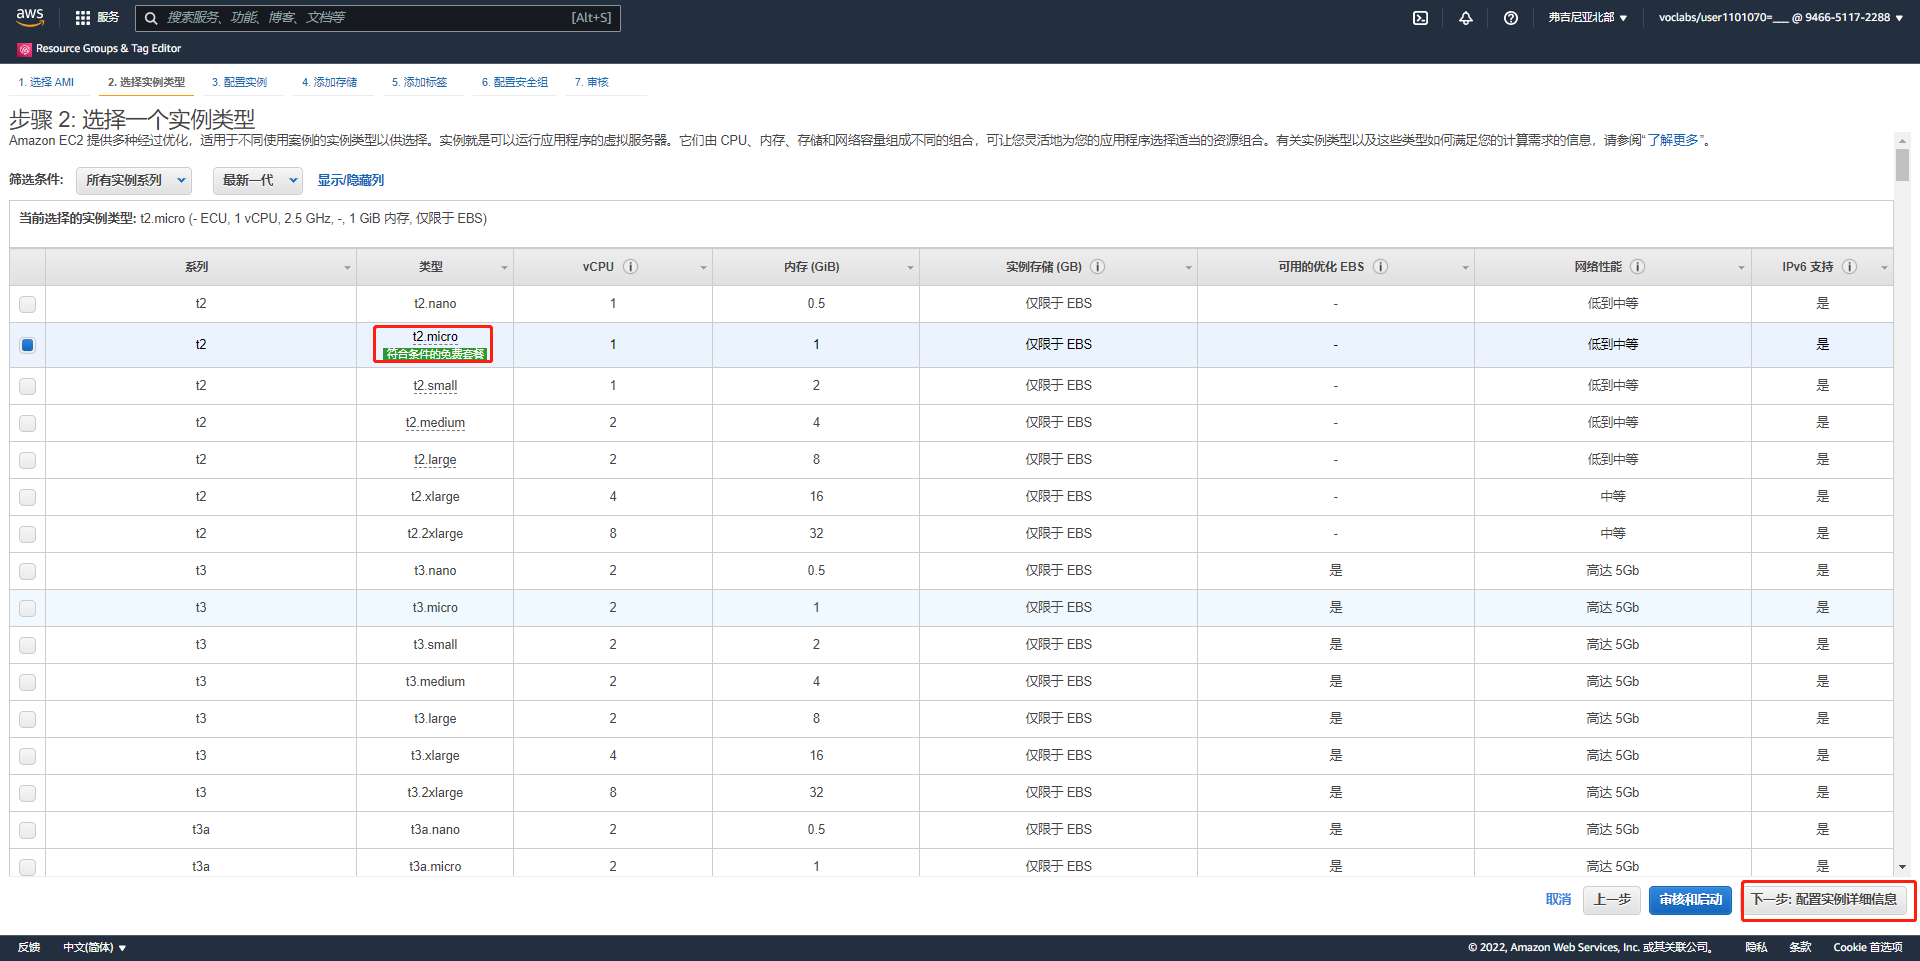 aws 服务 搜索服务、功能、博客、文档等 [Alt+S] 弗吉尼亚北部 voclabs/user1101070=___ @ 9466-5117-2288
Resource Groups & Tag Editor
1. 选择 AMI 2. 选择实例类型 3. 配置实例 4. 添加存储 5. 添加标签 6. 配置安全组 7. 审核
步骤 2: 选择一个实例类型
Amazon EC2 提供多种经过优化，适用于不同使用案例的实例类型以供选择。实例就是可以运行应用程序的虚拟服务器。它们由 CPU、内存、存储和网络容量组成不同的组合，可让您灵活地为您的应用程序选择适当的资源组合。有关实例类型以及这些类型如何满足您的计算需求的信息，请参阅“了解更多”。
筛选条件: 所有实例系列 最新一代 显示/隐藏列
当前选择的实例类型: t2.micro (- ECU, 1 vCPU, 2.5 GHz, -, 1 GiB 内存, 仅限于 EBS)
系列 类型 vCPU 内存 (GiB) 实例存储 (GB) 可用的优化 EBS 网络性能 IPv6 支持
t2 t2.nano 1 0.5 仅限于 EBS - 低到中等 是
t2 t2.micro 1 1 仅限于 EBS - 低到中等 是
符合条件的免费套餐
t2 t2.small 1 2 仅限于 EBS - 低到中等 是
t2 t2.medium 2 4 仅限于 EBS - 低到中等 是
t2 t2.large 2 8 仅限于 EBS - 低到中等 是
t2 t2.xlarge 4 16 仅限于 EBS - 中等 是
t2 t2.2xlarge 8 32 仅限于 EBS - 中等 是
t3 t3.nano 2 0.5 仅限于 EBS 是 高达 5Gb 是
t3 t3.micro 2 1 仅限于 EBS 是 高达 5Gb 是
t3 t3.small 2 2 仅限于 EBS 是 高达 5Gb 是
t3 t3.medium 2 4 仅限于 EBS 是 高达 5Gb 是
t3 t3.large 2 8 仅限于 EBS 是 高达 5Gb 是
t3 t3.xlarge 4 16 仅限于 EBS 是 高达 5Gb 是
t3 t3.2xlarge 8 32 仅限于 EBS 是 高达 5Gb 是
t3a t3a.nano 2 0.5 仅限于 EBS 是 高达 5Gb 是
t3a t3a.micro 2 1 仅限于 EBS 是 高达 5Gb 是
取消 上一步 审核和启动 下一步: 配置实例详细信息
反馈 中文(简体) © 2022, Amazon Web Services, Inc. 或其关联公司。 隐私 条款 Cookie 首选项